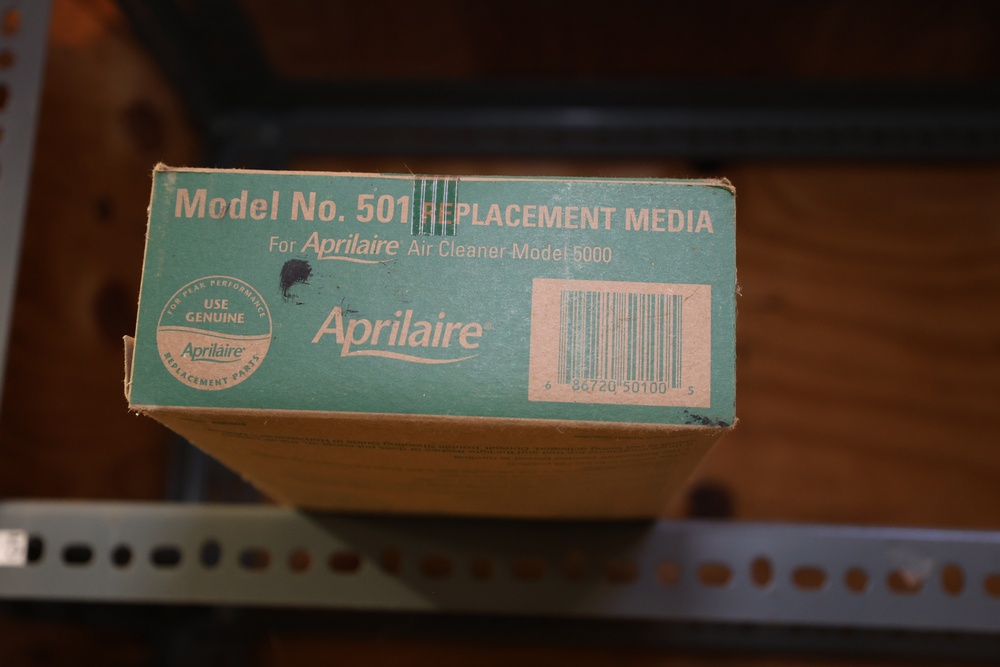 Model No. 501 REPLACEMENT MEDIA
For Aprilaire® Air Cleaner Model 5000
FOR PEAK PERFORMANCE
USE
GENUINE
Aprilaire®
REPLACEMENT PARTS
Aprilaire®
6 86720 50100 5